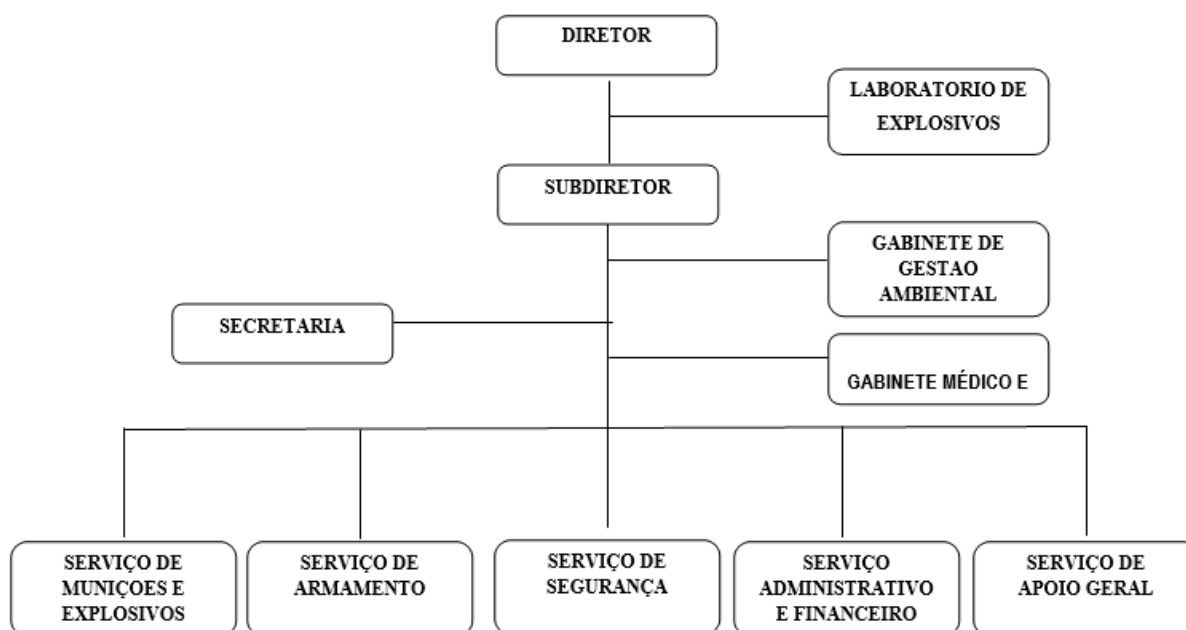 DIRETOR
LABORATORIO DE
EXPLOSIVOS
SUBDIRETOR
GABINETE DE
GESTAO
AMBIENTAL
SECRETARIA
GABINETE MÉDICO E
SERVIÇO DE
MUNIÇOES E
EXPLOSIVOS
SERVIÇO DE
ARMAMENTO
SERVIÇO DE
SEGURANÇA
SERVIÇO
ADMINISTRATIVO
E FINANCEIRO
SERVIÇO DE
APOIO GERAL